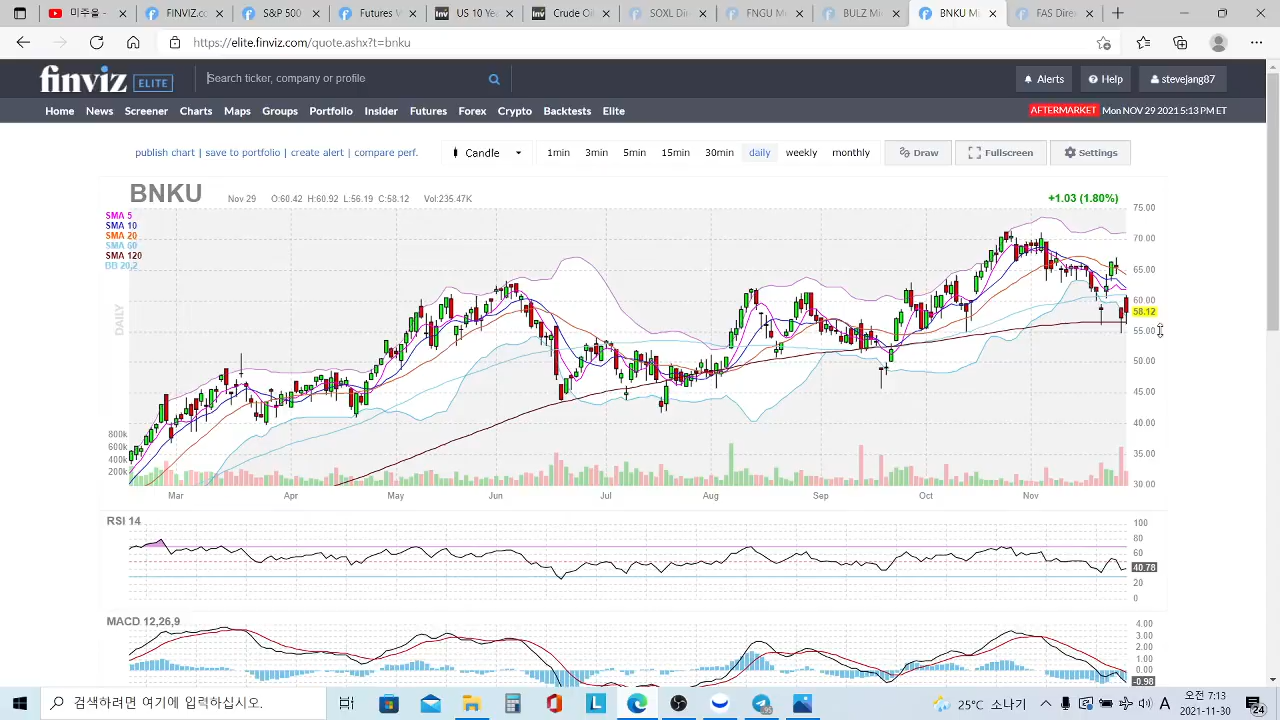 미주은-
S&P 500
Futures V
US 10
Crude Oil
SOXL Dir
FNGU M
BULZ M
BNKU M
FAS Dire
https://elite.finviz.com/quote.ashx?t=bnku
finviz ELITE
Search ticker, company or profile
Alerts
Help
stevejang87
Home News Screener Charts Maps Groups Portfolio Insider Futures Forex Crypto Backtests Elite
AFTERMARKET Mon NOV 29 2021 5:13 PM ET
publish chart | save to portfolio | create alert | compare perf.
Candle
1min 3min 5min 15min 30min daily weekly monthly
Draw
Fullscreen
Settings
BNKU
Nov 29 O:60.42 H:60.92 L:56.19 C:58.12 Vol:235.47K
+1.03 (1.80%)
SMA 5
SMA 10
SMA 20
SMA 60
SMA 120
BB 20,2
DAILY
75.00
70.00
65.00
60.00
58.12
55.00
50.00
45.00
40.00
35.00
30.00
800k
600k
400k
200k
Mar Apr May Jun Jul Aug Sep Oct Nov
RSI 14
100
80
60
40.78
20
0
MACD 12,26,9
4.00
3.00
2.00
1.00
0.00
-0.98
검색하려면 여기에 입력하십시오.
25°C 소나기
A
오전 7:13
2021-11-30
24